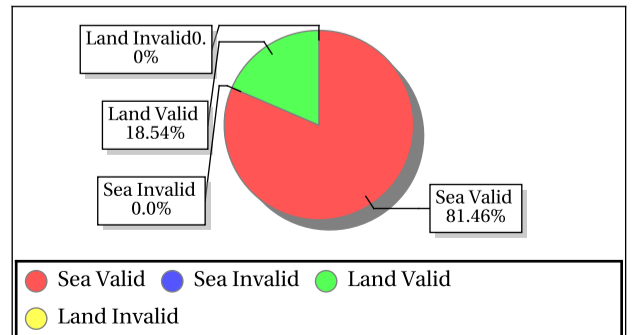 Land Invalid0.
0%
Land Valid
18.54%
Sea Invalid
0.0%
Sea Valid
81.46%
Sea Valid Sea Invalid Land Valid
Land Invalid